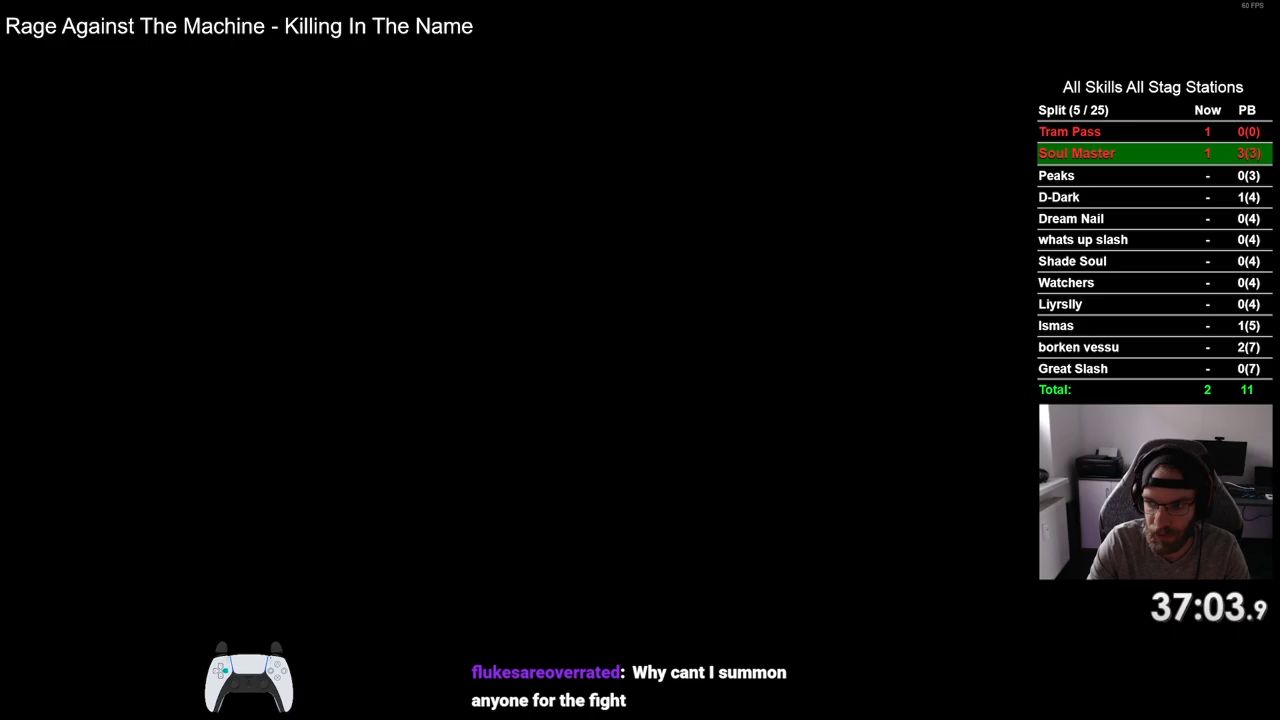 60 FPS
Rage Against The Machine - Killing In The Name
All Skills All Stag Stations
Split (5 / 25) Now PB
Tram Pass 1 0(0)
Soul Master 1 3(3)
Peaks - 0(3)
D-Dark - 1(4)
Dream Nail - 0(4)
whats up slash - 0(4)
Shade Soul - 0(4)
Watchers - 0(4)
Liyrslly - 0(4)
Ismas - 1(5)
borken vessu - 2(7)
Great Slash - 0(7)
Total: 2 11
37:03.9
flukesareoverrated: Why cant I summon
anyone for the fight